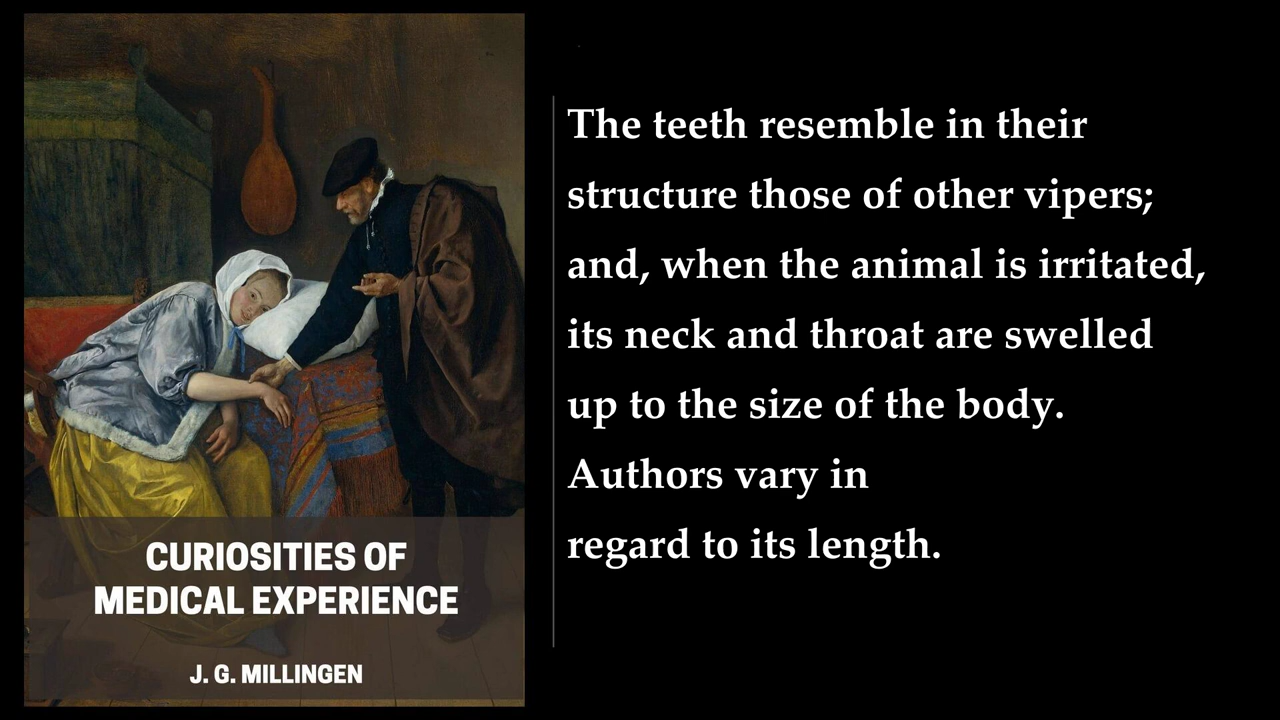 CURIOSITIES OF
MEDICAL EXPERIENCE
J. G. MILLINGEN
The teeth resemble in their
structure those of other vipers;
and, when the animal is irritated,
its neck and throat are swelled
up to the size of the body.
Authors vary in
regard to its length.